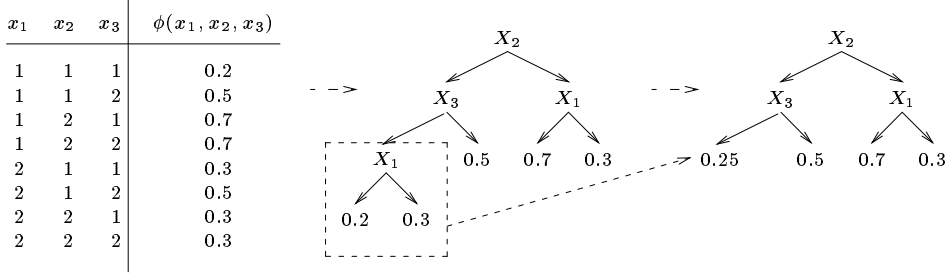 x₁ x₂ x₃ ϕ(x₁, x₂, x₃)
1 1 1 0.2
1 1 2 0.5
1 2 1 0.7
1 2 2 0.7
2 1 1 0.3
2 1 2 0.5
2 2 1 0.3
2 2 2 0.3
X₂
X₃ X₁
X₁ 0.5 0.7 0.3
0.2 0.3
X₂
X₃ X₁
0.25 0.5 0.7 0.3